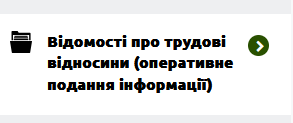 Відомості про трудові
відносини (оперативне
подання інформації)